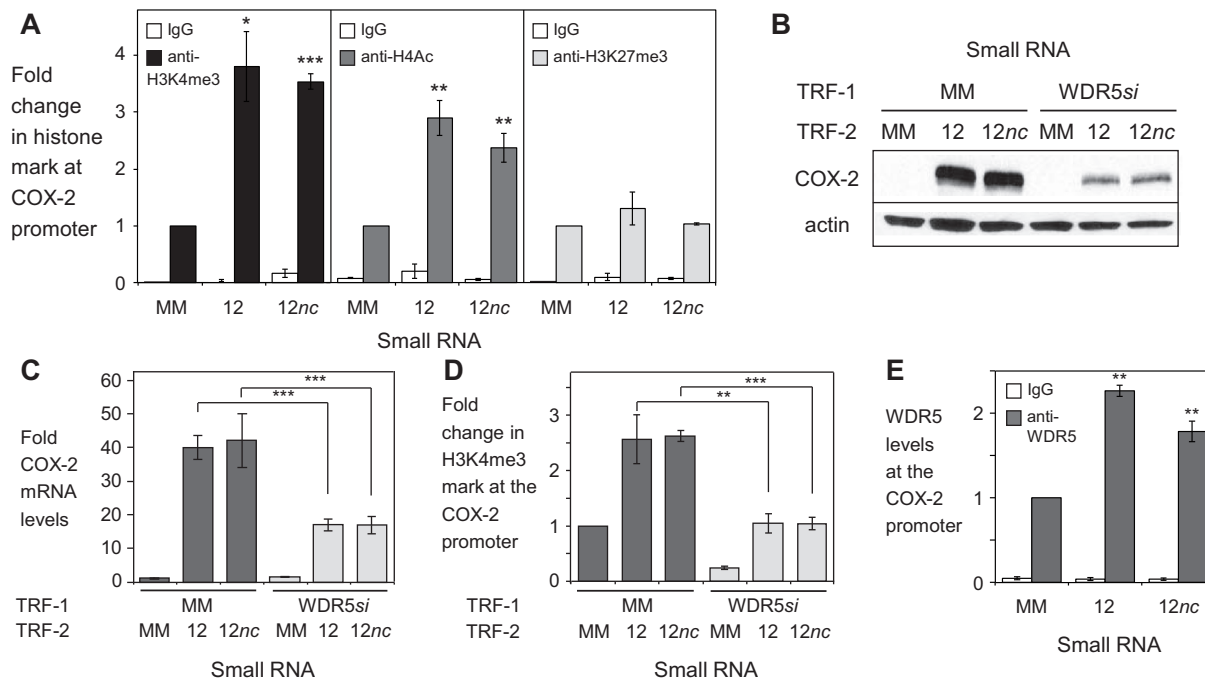 A
Fold
change
in histone
mark at
COX-2
promoter
4
3
2
1
0
IgG
anti-
H3K4me3
* ***
IgG
anti-H4Ac
** **
IgG
anti-H3K27me3
MM 12 12nc MM 12 12nc MM 12 12nc
Small RNA
B
Small RNA
TRF-1 MM WDR5si
TRF-2 MM 12 12nc MM 12 12nc
COX-2
actin
C
Fold
COX-2
mRNA
levels
60
50
40
30
20
10
0
***
***
TRF-1 MM WDR5si
TRF-2 MM 12 12nc MM 12 12nc
Small RNA
D
Fold
change in
H3K4me3
mark at the
COX-2
promoter
3
2
1
0
***
**
TRF-1 MM WDR5si
TRF-2 MM 12 12nc MM 12 12nc
Small RNA
E
WDR5
levels
at the
COX-2
promoter
2
1
0
IgG
anti-
WDR5
** **
MM 12 12nc
Small RNA